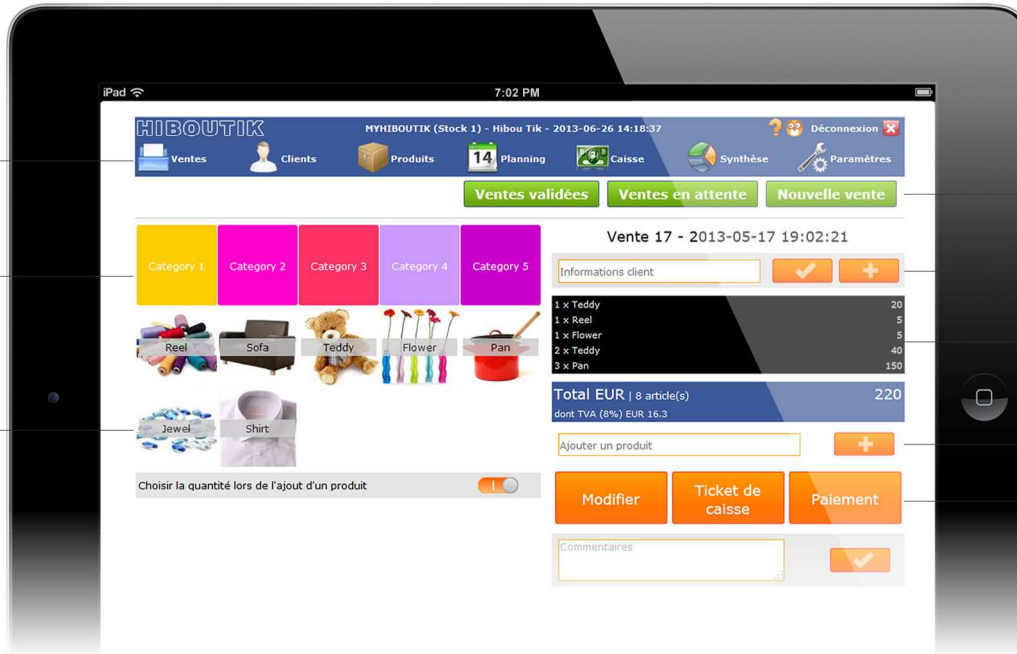 iPad 7:02 PM
HIBOUTIK MYHIBOUTIK (Stock 1) - Hibou Tik - 2013-06-26 14:18:37 ? Déconnexion
Ventes Clients 14 Produits Planning Caisse Synthèse Paramètres
Ventes validées Ventes en attente Nouvelle vente
Vente 17 - 2013-05-17 19:02:21
Category 1 Category 2 Category 3 Category 4 Category 5
Informations client
Reel Sofa Teddy Flower Pan
Jewel Shirt
Choisir la quantité lors de l'ajout d'un produit
1 x Teddy 20
1 x Reel 5
1 x Flower 5
2 x Teddy 40
3 x Pan 150
Total EUR | 8 article(s) 220
dont TVA (8%) EUR 16.3
Ajouter un produit
Modifier
Ticket de
caisse
Paiement
Commentaires